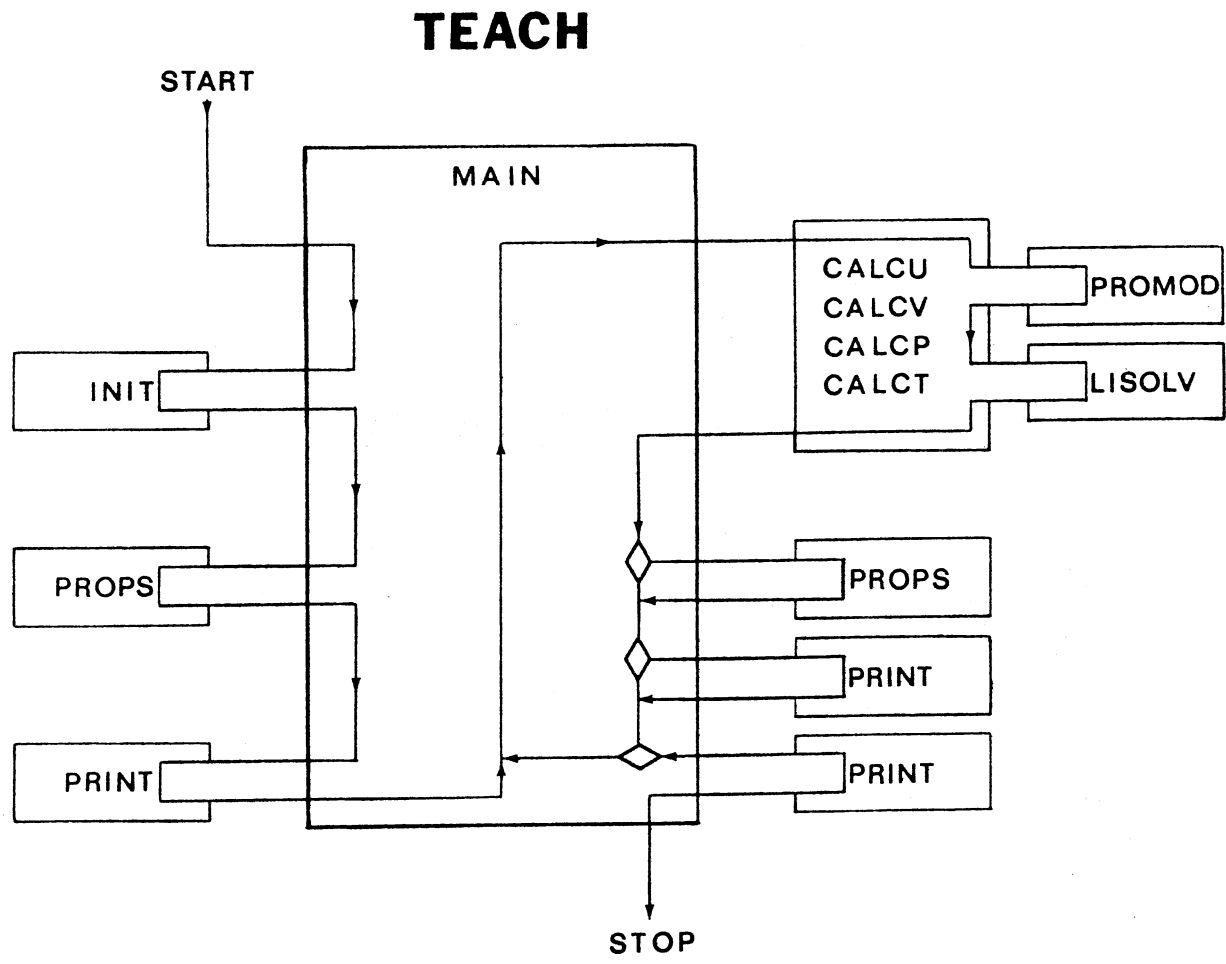 TEACH
START
MAIN
INIT
PROPS
PRINT
CALCU
CALCV
CALCP
CALCT
PROMOD
LISOLV
PROPS
PRINT
PRINT
STOP